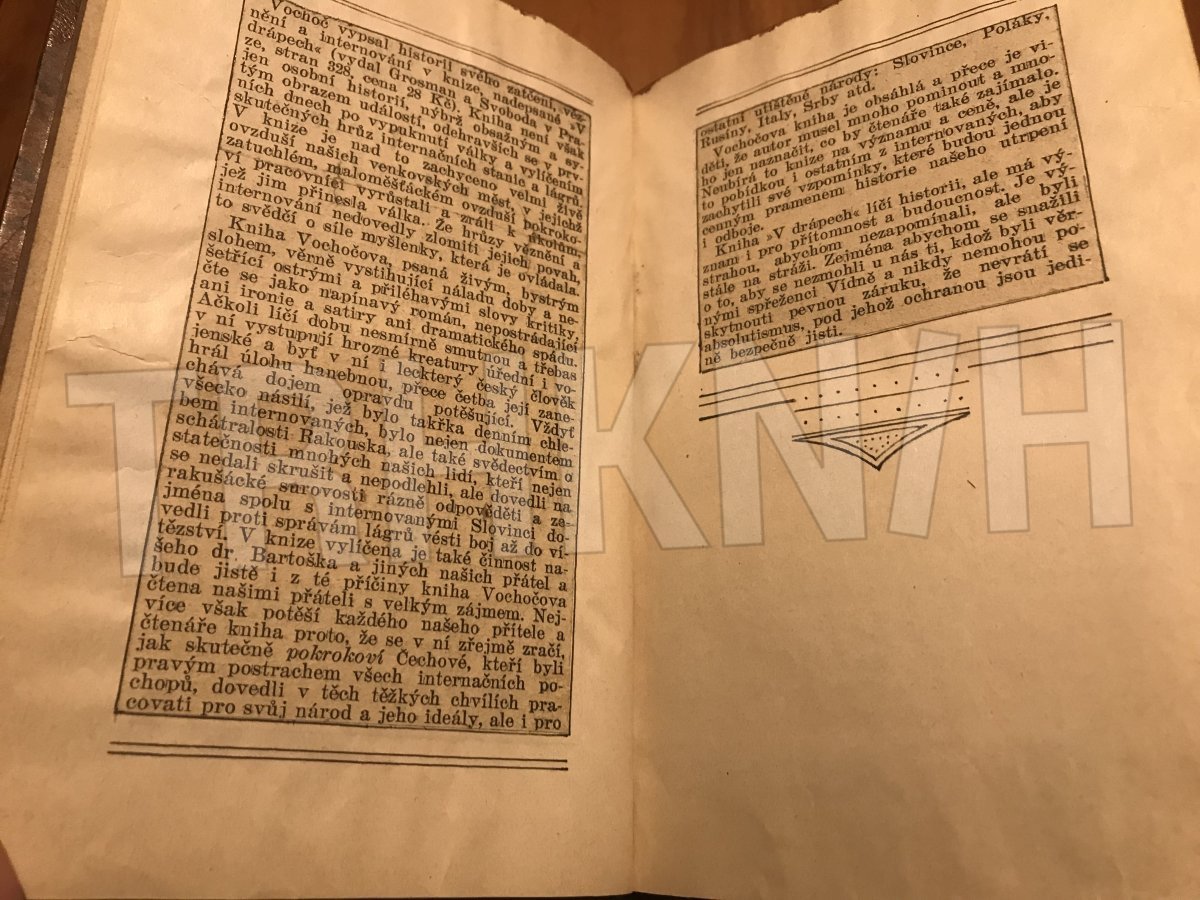 Vochoč vypsal historii svého zatčení, věz-
nění a internování v knize, nadepsané »V
drápech« (vydal Grosman a Svoboda v Pra-
ze, stran 328, cena 28 Kč). Kniha není však
jen osobní historií, nýbrž obsažným a sy-
tým obrazem událostí, odehravších se v prv-
ních dnech po vypuknutí války a vylíčením
skutečných hrůz internačních stanic a lágrů.
V knize je nad to zachyceno velmi živě
ovzduší našich venkovských měst, v jejichž
zatuchlém, maloměšťáckém ovzduší pokroko-
ví pracovníci vyrůstali a zráli k úkolům,
jež jim přinesla válka. Že hrůzy věznění a
internování nedovedly zlomiti jejich povah,
to svědčí o síle myšlenky, která je ovládala.
Kniha Vochočova, psaná živým, bystrým
slohem, věrně vystihující náladu doby a ne-
šetřící ostrými a přiléhavými slovy kritiky,
čte se jako napínavý román, nepostrádající
ani ironie a satiry ani dramatického spádu.
Ačkoli líčí dobu nesmírně smutnou a třebas
v ní vystupují hrozné kreatury úřední i vo-
jenské a byť v ní i leckterý český člověk
hrál úlohu hanebnou, přece četba její zane-
chává dojem opravdu potěšující. Vždyť
všecko násilí, jež bylo takřka denním chle-
bem internovaných, bylo nejen dokumentem
schátralosti Rakouska, ale také svědectvím o
statečnosti mnohých našich lidí, kteří nejen
se nedali skrušit a nepodlehli, ale dovedli na
rakušácké surovosti rázně odpověděti a ze-
jména spolu s internovanými Slovinci do-
vedli proti správám lágrů vésti boj až do ví-
tězství. V knize vylíčena je také činnost na-
šeho dr. Bartoška a jiných našich přátel a
bude jistě i z té příčiny kniha Vochočova
čtena našimi přáteli s velkým zájmem. Nej-
více však potěší každého našeho přítele a
čtenáře kniha proto, že se v ní zřejmě zračí,
jak skutečně pokrokoví Čechové, kteří byli
pravým postrachem všech internačních po-
chopů, dovedli v těch těžkých chvílích pra-
covati pro svůj národ a jeho ideály, ale i pro
ostatní utištěné národy: Slovince, Poláky,
Rusíny, Italy, Srby atd.
Vochočova kniha je obsáhlá a přece je vi-
děti, že autor musel mnoho pominout a mno-
ho jen naznačit, co by čtenáře také zajímalo.
Neubírá to knize na významu a ceně, ale je
to pobídkou i ostatním z internovaných, aby
zachytili své vzpomínky, které budou jednou
cenným pramenem historie našeho utrpení
i odboje.
Kniha »V drápech« líčí historii, ale má vý-
znam i pro přítomnost a budoucnost. Je vý-
strahou, abychom nezapomínali, ale byli
stále na stráži. Zejména abychom se snažili
o to, aby se nezmohli u nás ti, kdož byli věr-
nými spřeženci Vídně a nikdy nemohou po-
skytnouti pevnou záruku, že nevrátí se
absolutismus, pod jehož ochranou jsou jedi-
ně bezpečně jisti.